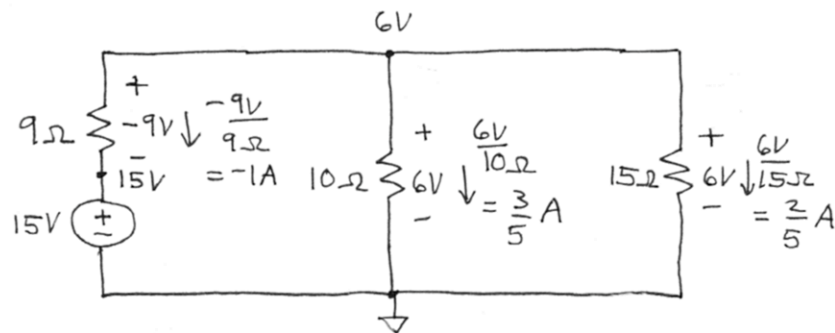 6V
9Ω
+
-9V
-
-9V/9Ω
= -1A
15V
15V
+
-
10Ω
+
6V
-
6V/10Ω
= 3/5 A
15Ω
+
6V
-
6V/15Ω
= 2/5 A